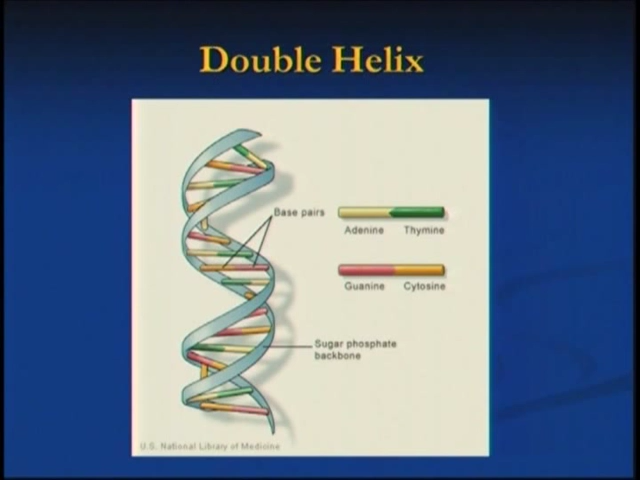 Double Helix
Base pairs
Adenine Thymine
Guanine Cytosine
Sugar phosphate
backbone
U.S. National Library of Medicine